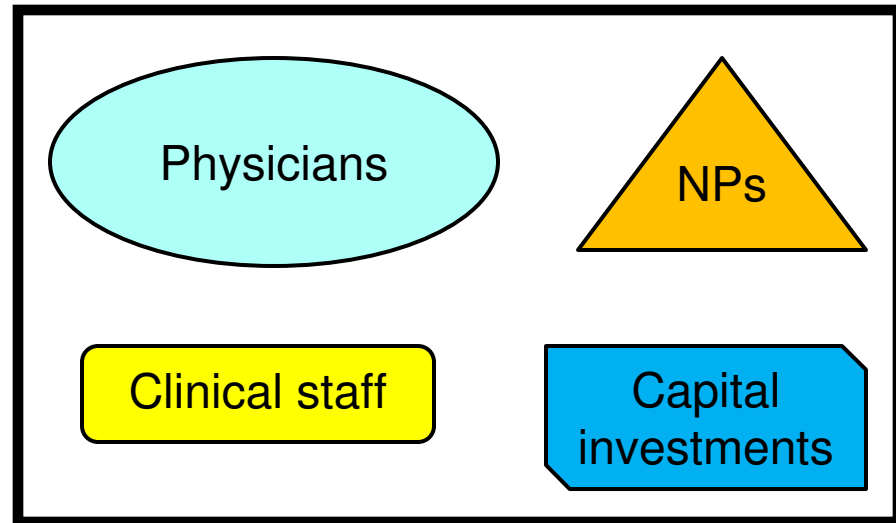 Physicians
NPs
Clinical staff
Capital
investments